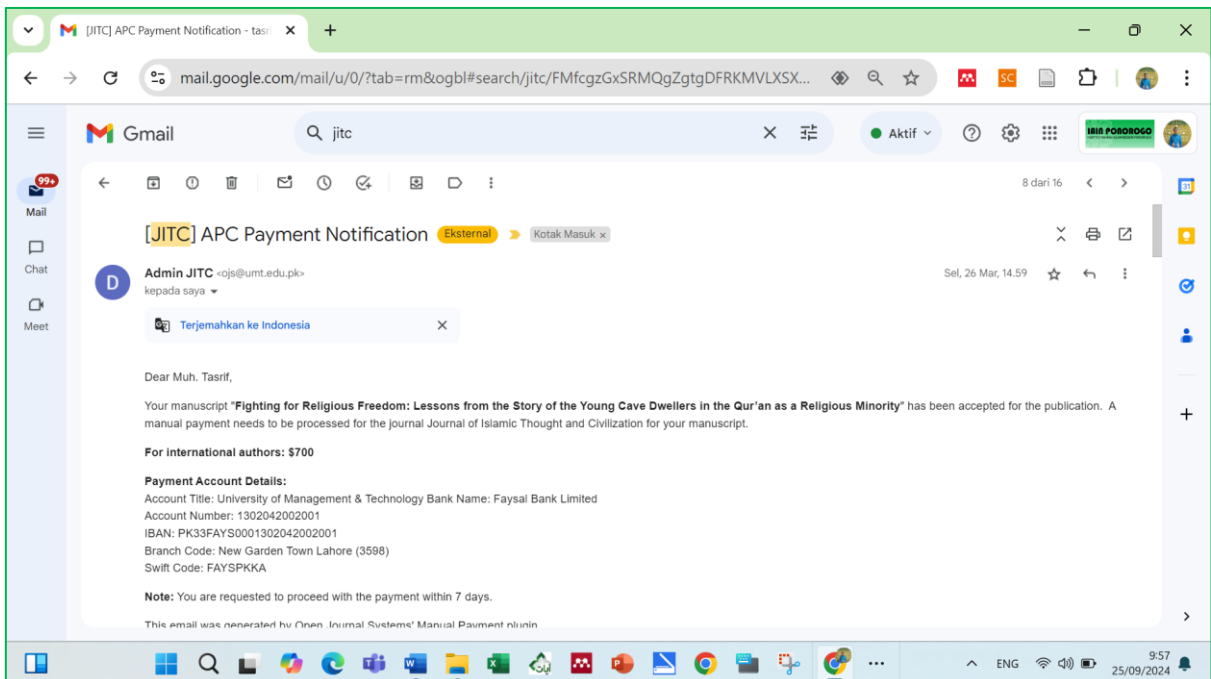 [JITC] APC Payment Notification - tasri
mail.google.com/mail/u/0/?tab=rm&ogbl#search/jitc/FMfcgzGxSRMQgZgtgDFRKMVLXSX...
SC
Gmail
jitc
Aktif
IAIN PONOROGO
99+
Mail
Chat
Meet
8 dari 16
31
[JITC] APC Payment Notification Eksternal Kotak Masuk x
D
Admin JITC <ojs@umt.edu.pk>
Sel, 26 Mar, 14.59
kepada saya
Terjemahkan ke Indonesia
Dear Muh. Tasrif,
Your manuscript "Fighting for Religious Freedom: Lessons from the Story of the Young Cave Dwellers in the Qur'an as a Religious Minority" has been accepted for the publication. A
manual payment needs to be processed for the journal Journal of Islamic Thought and Civilization for your manuscript.
For international authors: $700
Payment Account Details:
Account Title: University of Management & Technology Bank Name: Faysal Bank Limited
Account Number: 1302042002001
IBAN: PK33FAYS0001302042002001
Branch Code: New Garden Town Lahore (3598)
Swift Code: FAYSPKKA
Note: You are requested to proceed with the payment within 7 days.
This email was generated by Open Journal Systems' Manual Payment plugin
ENG
9:57
25/09/2024